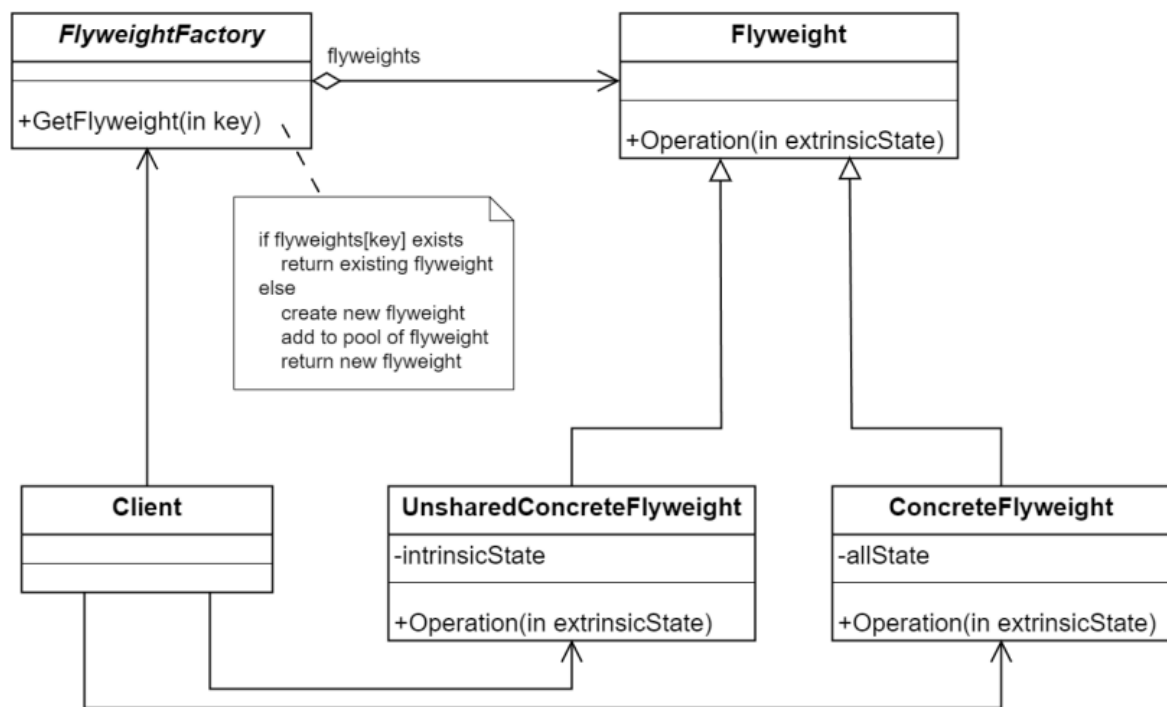 FlyweightFactory
+GetFlyweight(in key)
flyweights
Flyweight
+Operation(in extrinsicState)
if flyweights[key] exists
return existing flyweight
else
create new flyweight
add to pool of flyweight
return new flyweight
Client
UnsharedConcreteFlyweight
-intrinsicState
+Operation(in extrinsicState)
ConcreteFlyweight
-allState
+Operation(in extrinsicState)